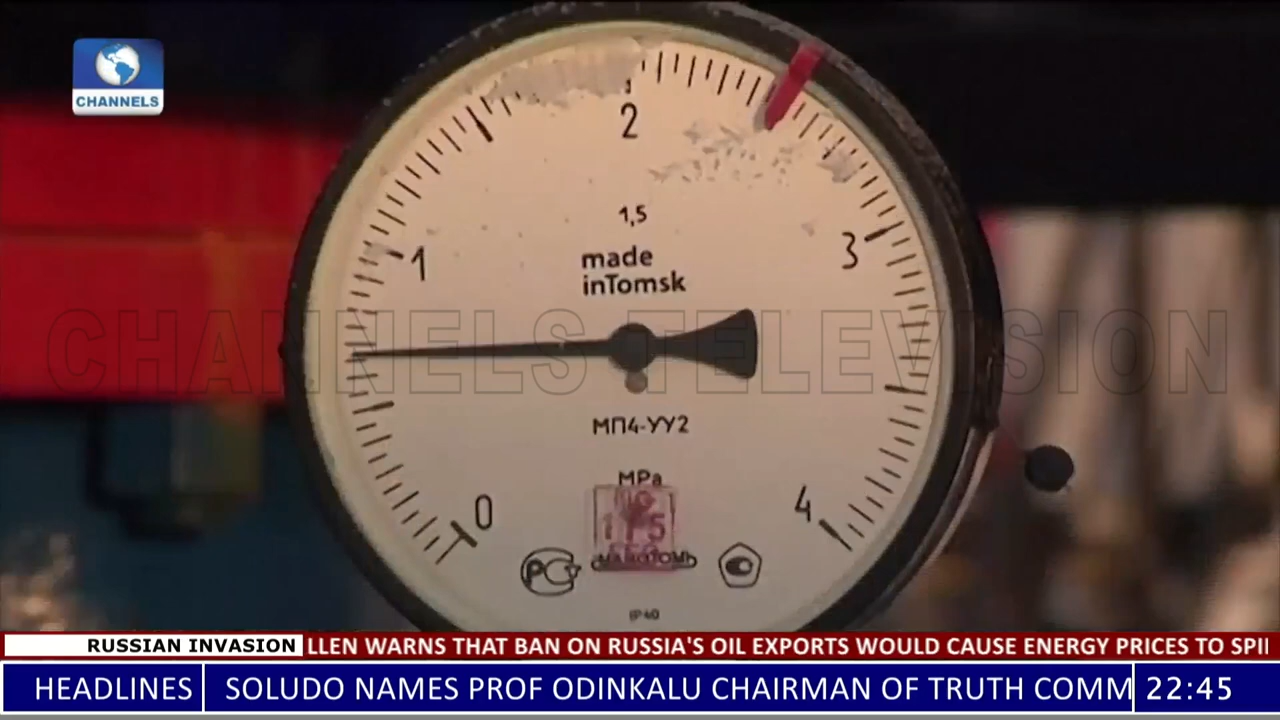 CHANNELS
2
1,5
made
inTomsk
1
3
CHANNELS TELEVISION
МП4-УУ2
MPa
0
4
IP40
RUSSIAN INVASION LLEN WARNS THAT BAN ON RUSSIA'S OIL EXPORTS WOULD CAUSE ENERGY PRICES TO SPI
HEADLINES SOLUDO NAMES PROF ODINKALU CHAIRMAN OF TRUTH COMM 22:45